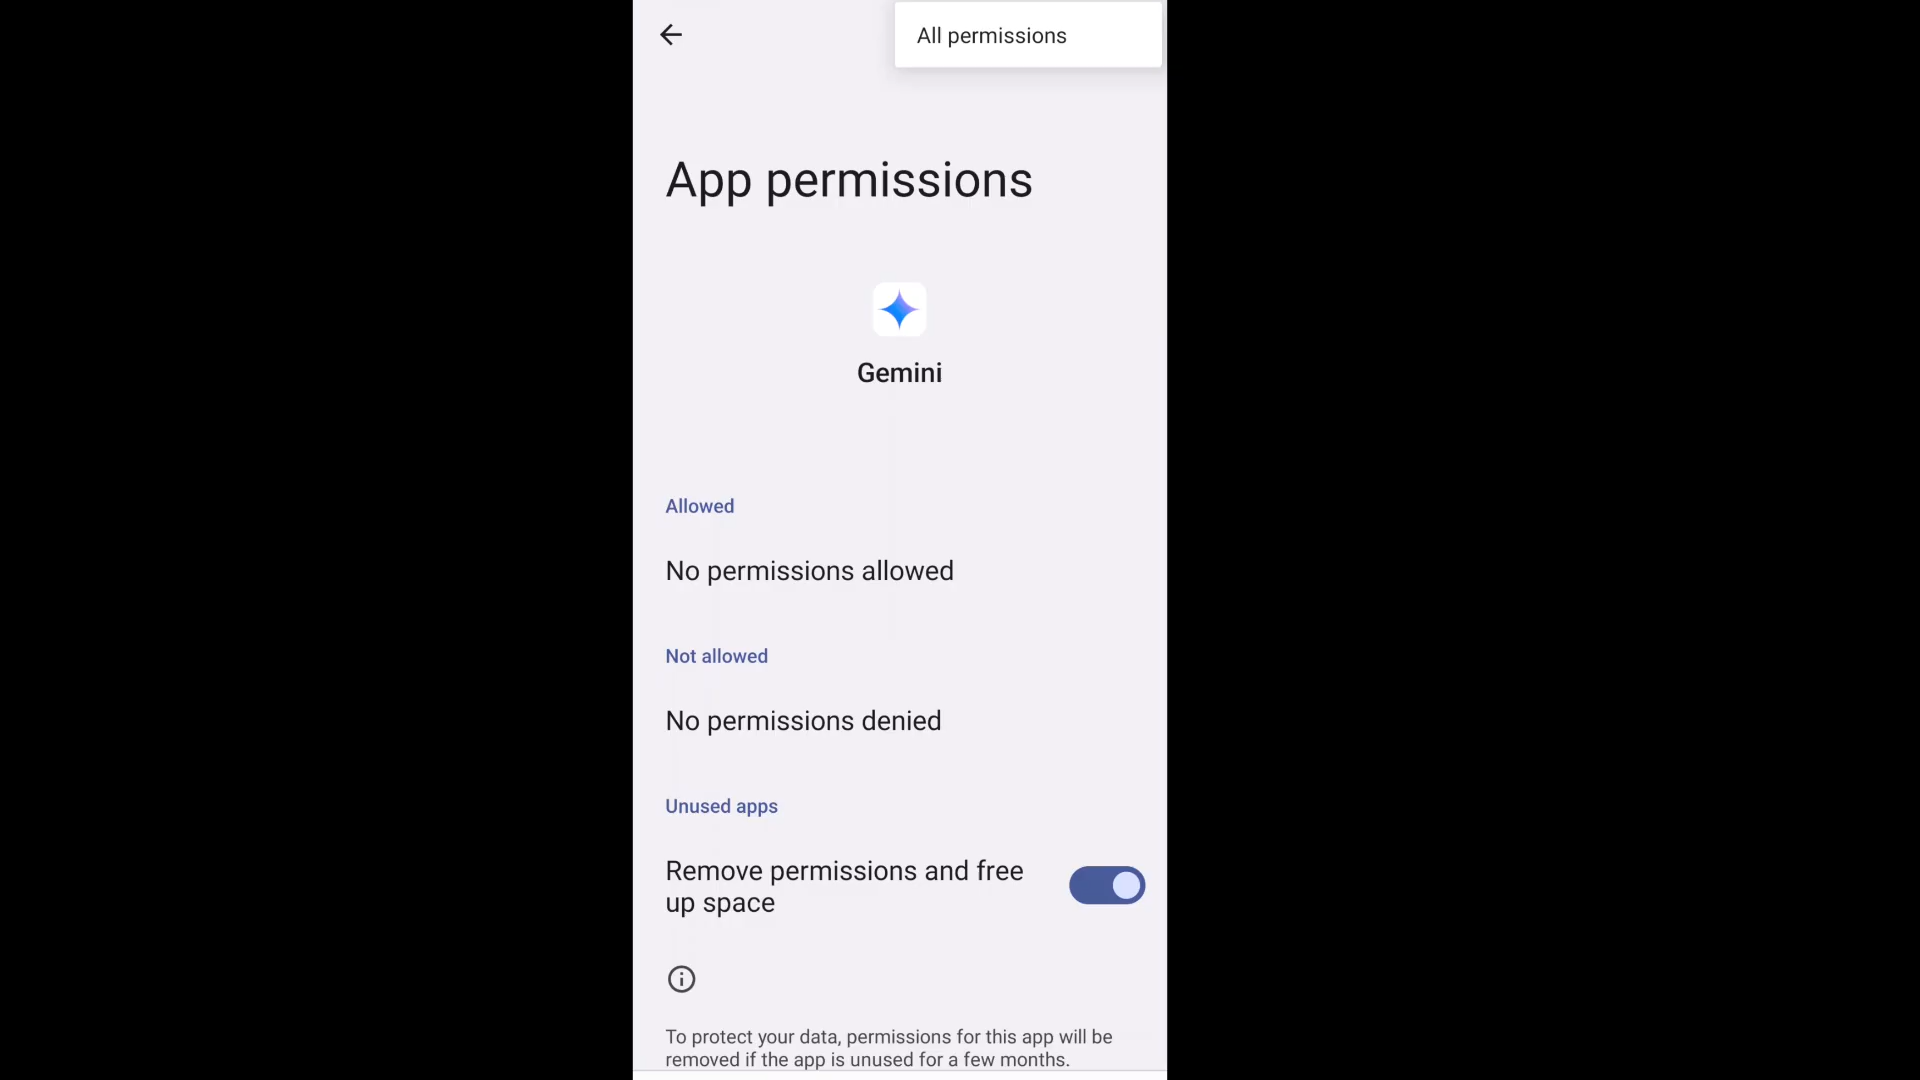 All permissions
App permissions
Gemini
Allowed
No permissions allowed
Not allowed
No permissions denied
Unused apps
Remove permissions and free
up space
To protect your data, permissions for this app will be
removed if the app is unused for a few months.